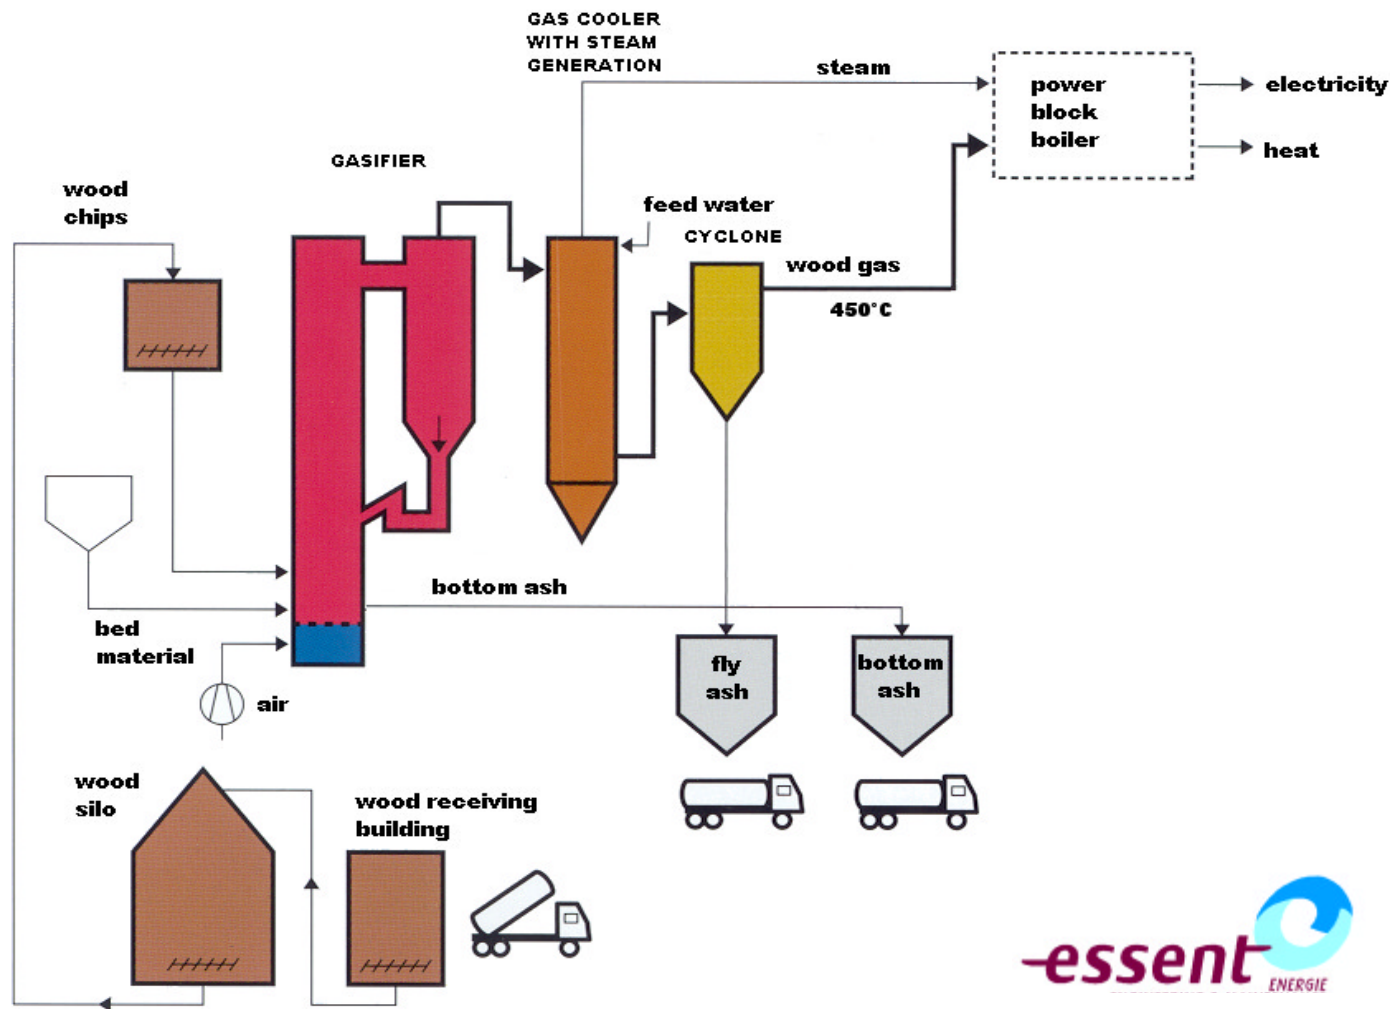 GAS COOLER
WITH STEAM
GENERATION
steam
power
block
boiler
electricity
heat
GASIFIER
wood
chips
feed water
CYCLONE
wood gas
450°C
bottom ash
bed
material
air
fly
ash
bottom
ash
wood
silo
wood receiving
building
essent
ENERGIE